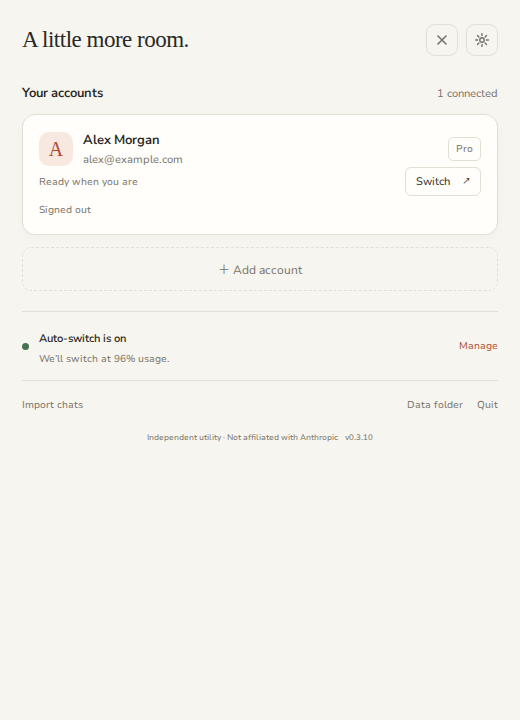 A little more room.
Your accounts
1 connected
A
Alex Morgan
Pro
alex@example.com
Ready when you are
Switch ↗
Signed out
+ Add account
Auto-switch is on
We'll switch at 96% usage.
Manage
Import chats
Data folder
Quit
Independent utility · Not affiliated with Anthropic v0.3.10